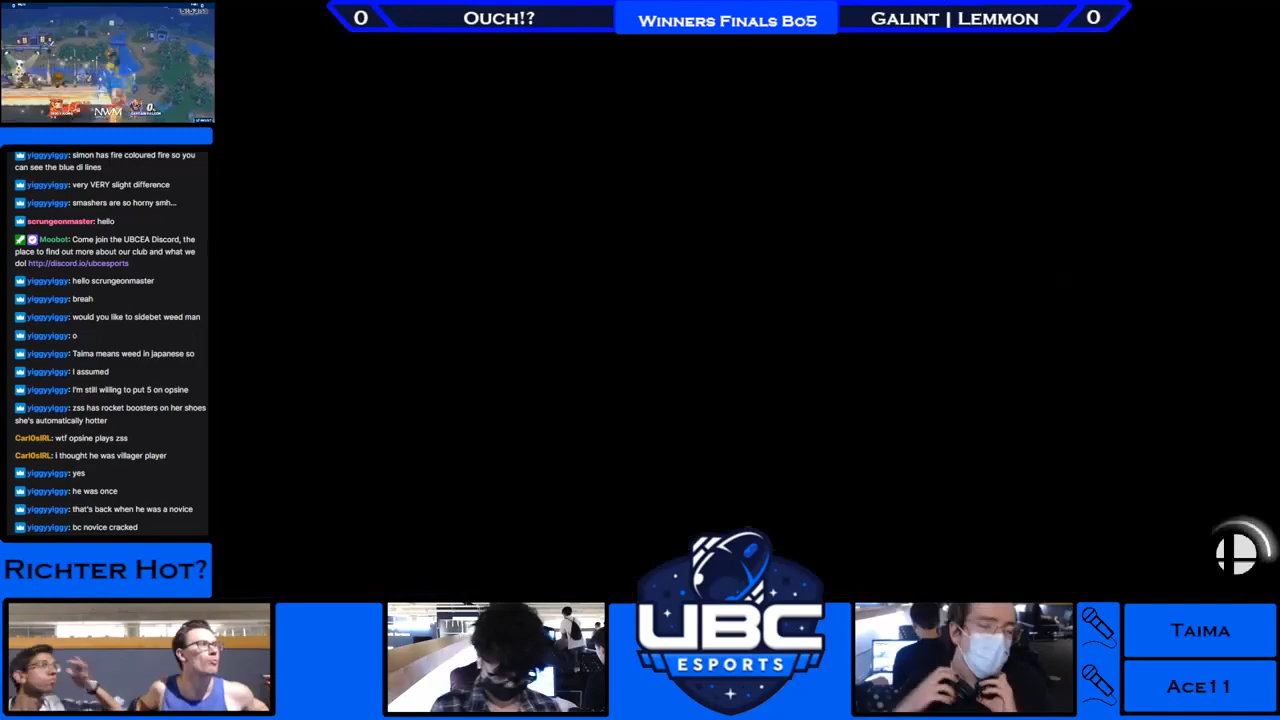 0 OUCH!? WINNERS FINALS BO5 GALINT | LEMMON 0
NWM
yiggyyiggy: simon has fire coloured fire so you
can see the blue di lines
yiggyyiggy: very VERY slight difference
yiggyyiggy: smashers are so horny smh...
scrungeonmaster: hello
Moobot: Come join the UBCEA Discord, the
place to find out more about our club and what we
do! http://discord.io/ubcesports
yiggyyiggy: hello scrungeonmaster
yiggyyiggy: breah
yiggyyiggy: would you like to sidebet weed man
yiggyyiggy: o
yiggyyiggy: Taima means weed in japanese so
yiggyyiggy: I assumed
yiggyyiggy: I'm still willing to put 5 on opsine
yiggyyiggy: zss has rocket boosters on her shoes
she's automatically hotter
Carl0sIRL: wtf opsine plays zss
Carl0sIRL: i thought he was villager player
yiggyyiggy: yes
yiggyyiggy: he was once
yiggyyiggy: that's back when he was a novice
yiggyyiggy: bc novice cracked
RICHTER HOT?
UBC
ESPORTS
TAIMA
ACE11